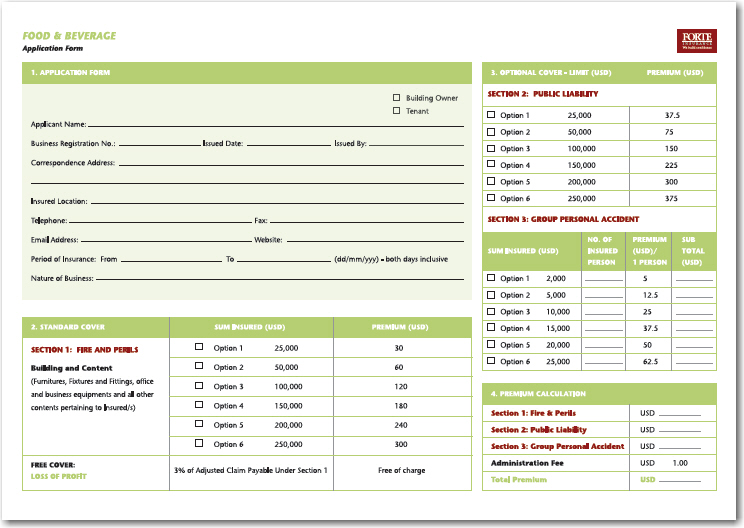 FOOD & BEVERAGE
Application Form
FORTE
INSURANCE
1. APPLICATION FORM
Building Owner
Tenant
Applicant Name:
Business Registration No.: Issued Date: Issued By:
Correspondence Address:
Insured Location:
Telephone: Fax:
Email Address: Website:
Period of Insurance: From To (dd/mm/yyy) - both days inclusive
Nature of Business:
2. STANDARD COVER SUM INSURED (USD) PREMIUM (USD)
SECTION 1: FIRE AND PERILS
Building and Content
(Furnitures, Fixtures and Fittings, office
and business equipments and all other
contents pertaining to Insured/s)
Option 1 25,000 30
Option 2 50,000 60
Option 3 100,000 120
Option 4 150,000 180
Option 5 200,000 240
Option 6 250,000 300
FREE COVER:
LOSS OF PROFIT
3% of Adjusted Claim Payable Under Section 1 Free of charge
3. OPTIONAL COVER - LIMIT (USD) PREMIUM (USD)
SECTION 2: PUBLIC LIABILITY
Option 1 25,000 37.5
Option 2 50,000 75
Option 3 100,000 150
Option 4 150,000 225
Option 5 200,000 300
Option 6 250,000 375
SECTION 3: GROUP PERSONAL ACCIDENT
SUM INSURED (USD)
NO. OF
INSURED
PERSON
PREMIUM
(USD)/
1 PERSON
SUB
TOTAL
(USD)
Option 1 2,000 5
Option 2 5,000 12.5
Option 3 10,000 25
Option 4 15,000 37.5
Option 5 20,000 50
Option 6 25,000 62.5
4. PREMIUM CALCULATION
Section 1: Fire & Perils USD
Section 2: Public Liability USD
Section 3: Group Personal Accident USD
Administration Fee USD 1.00
Total Premium USD